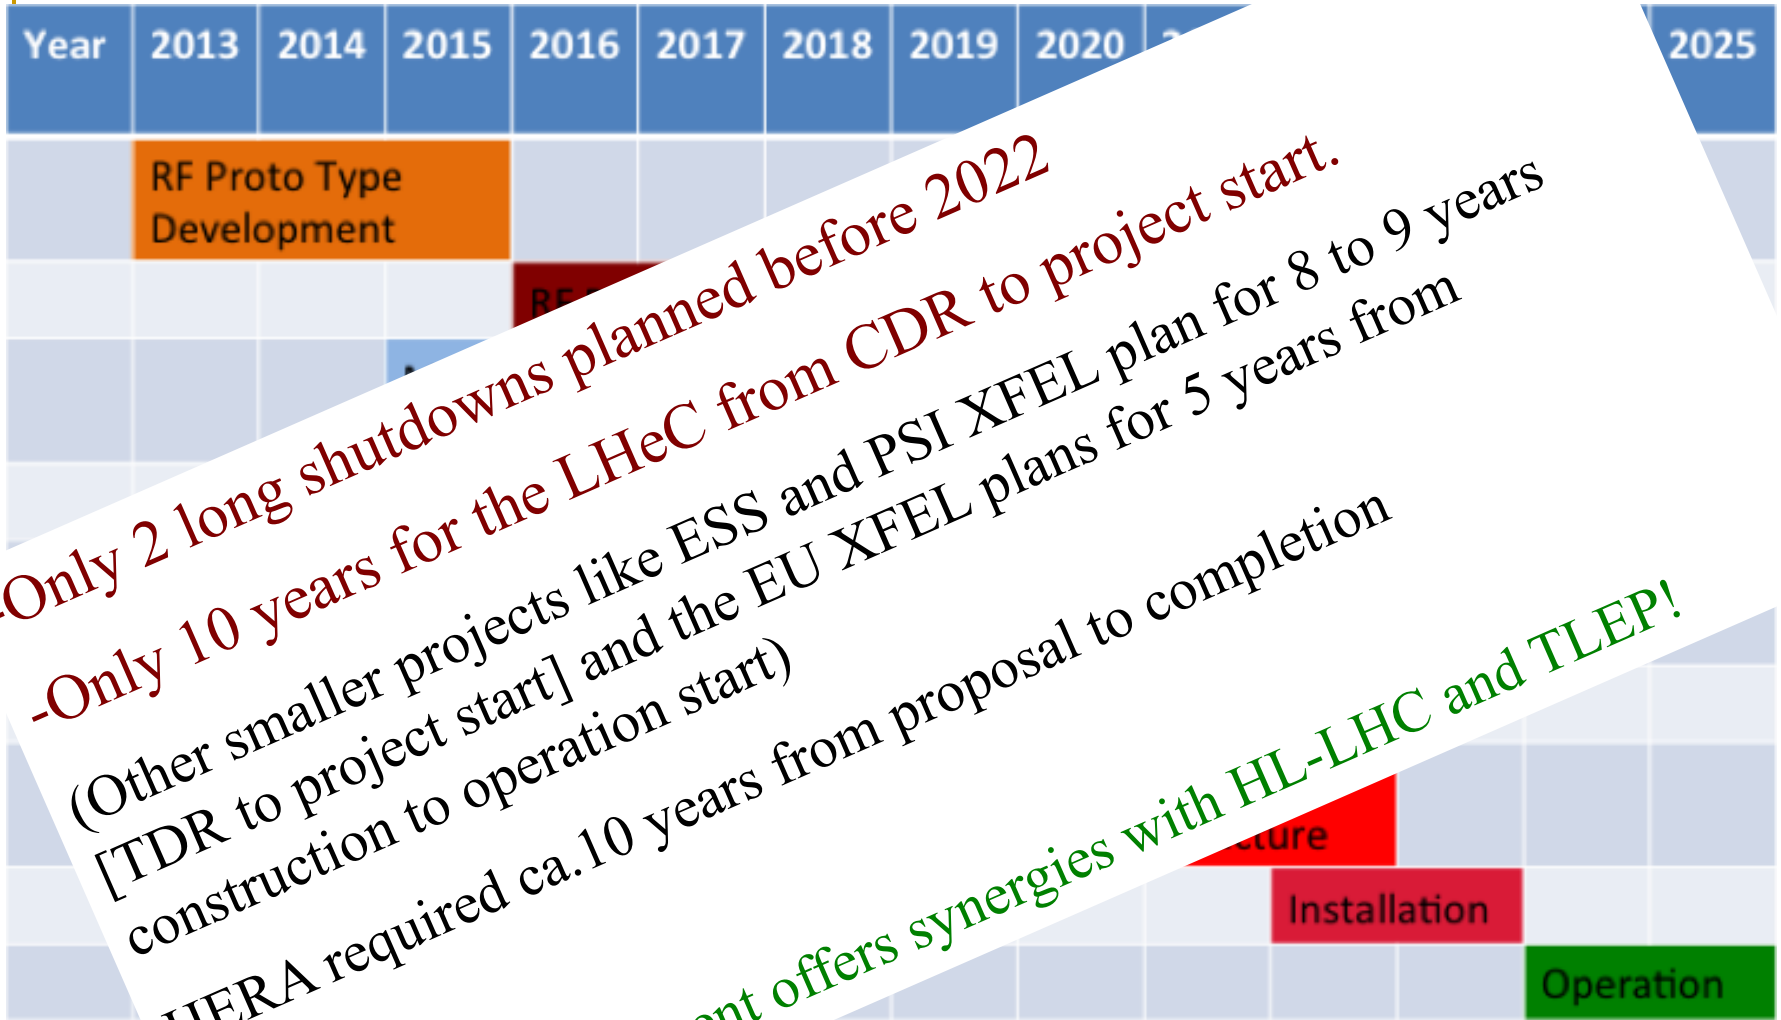 Year 2013 2014 2015 2016 2017 2018 2019 2020 2025
RF Proto Type
Development
RF
-Only 2 long shutdowns planned before 2022
-Only 10 years for the LHeC from CDR to project start.
(Other smaller projects like ESS and PSI XFEL plan for 8 to 9 years
[TDR to project start] and the EU XFEL plans for 5 years from
construction to operation start)
HERA required ca.10 years from proposal to completion
offers synergies with HL-LHC and TLEP!
Installation
Operation